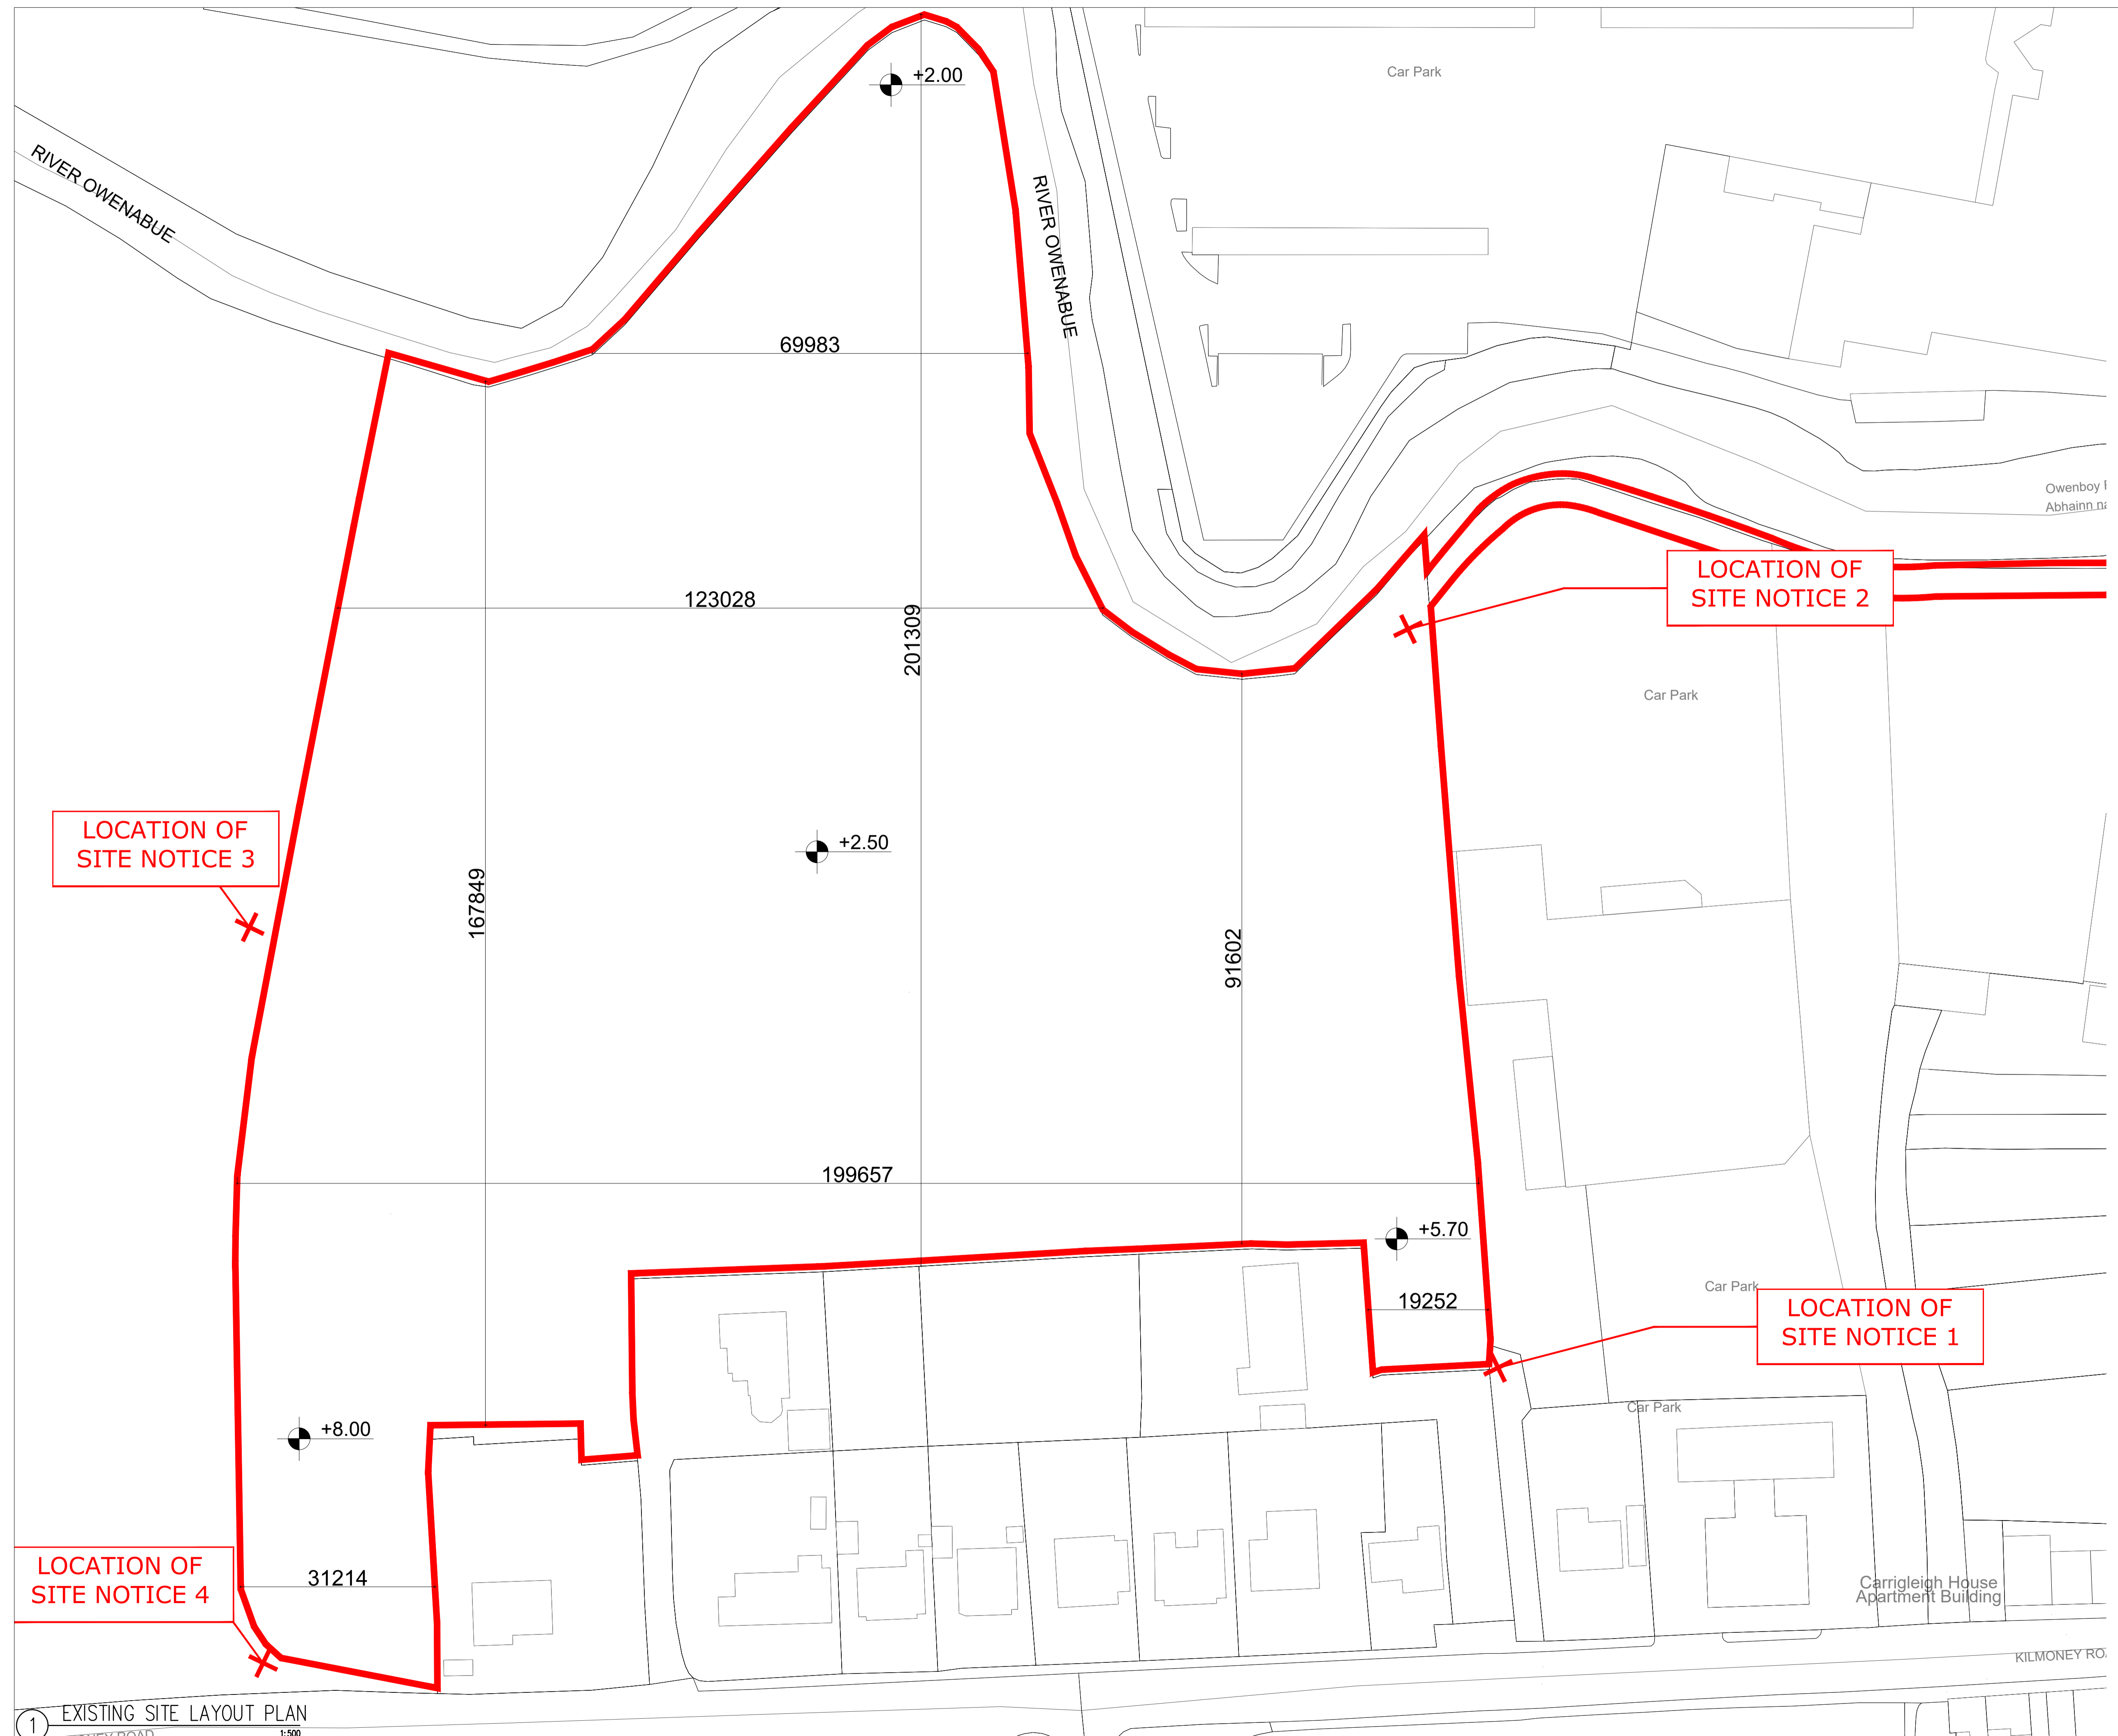 +2.00
Car Park
RIVER OWENABUE
RIVER OWENABUE
69983
Owenboy
Abhainn na
LOCATION OF
SITE NOTICE 2
123028
201309
Car Park
LOCATION OF
SITE NOTICE 3
+2.50
167849
91602
199657
+5.70
Car Park
19252
LOCATION OF
SITE NOTICE 1
Car Park
+8.00
LOCATION OF
SITE NOTICE 4
31214
Carrigleigh House
Apartment Building
KILMONEY ROA
1
EXISTING SITE LAYOUT PLAN
1:500
ROAD